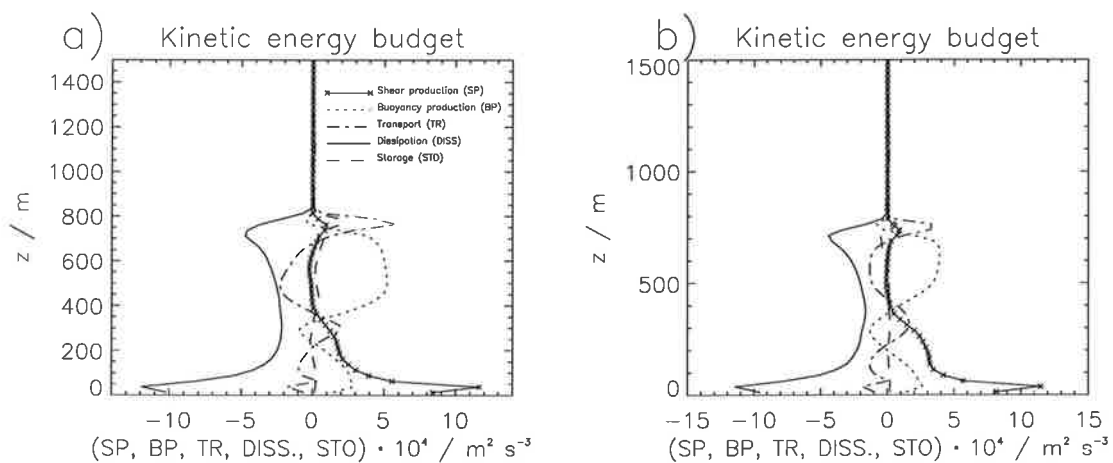 a) Kinetic energy budget
1400
1200
1000
800
600
400
200
0
z / m
Shear production (SP)
Buoyancy production (BP)
Transport (TR)
Dissipation (DISS)
Storage (STO)
−10 −5 0 5 10
(SP, BP, TR, DISS., STO) · 10⁴ / m² s⁻³
b) Kinetic energy budget
1500
1000
500
0
z / m
−15 −10 −5 0 5 10 15
(SP, BP, TR, DISS., STO) · 10⁴ / m² s⁻³